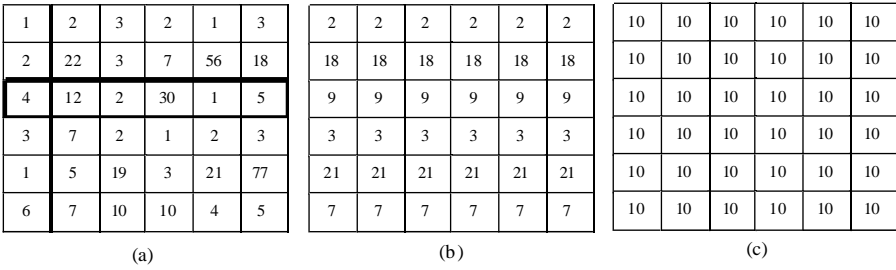 1 2 3 2 1 3
2 22 3 7 56 18
4 12 2 30 1 5
3 7 2 1 2 3
1 5 19 3 21 77
6 7 10 10 4 5
(a)
2 2 2 2 2 2
18 18 18 18 18 18
9 9 9 9 9 9
3 3 3 3 3 3
21 21 21 21 21 21
7 7 7 7 7 7
(b)
10 10 10 10 10 10
10 10 10 10 10 10
10 10 10 10 10 10
10 10 10 10 10 10
10 10 10 10 10 10
10 10 10 10 10 10
(c)